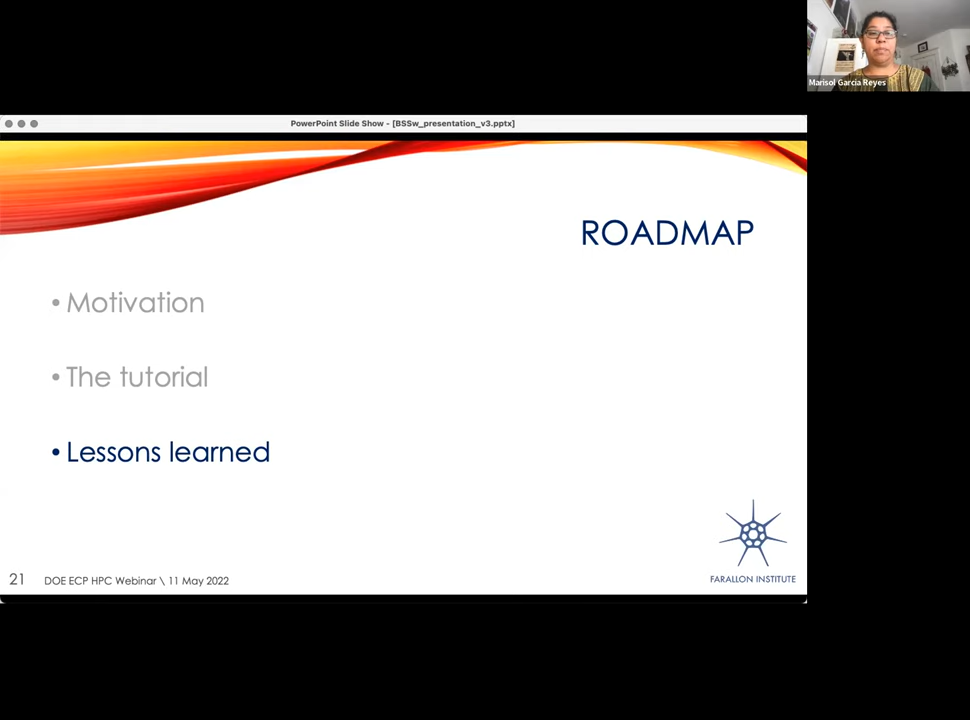 Marisol Garcia Reyes
PowerPoint Slide Show - [BSSw_presentation_v3.pptx]
ROADMAP
• Motivation
• The tutorial
• Lessons learned
FARALLON INSTITUTE
21 DOE ECP HPC Webinar \ 11 May 2022